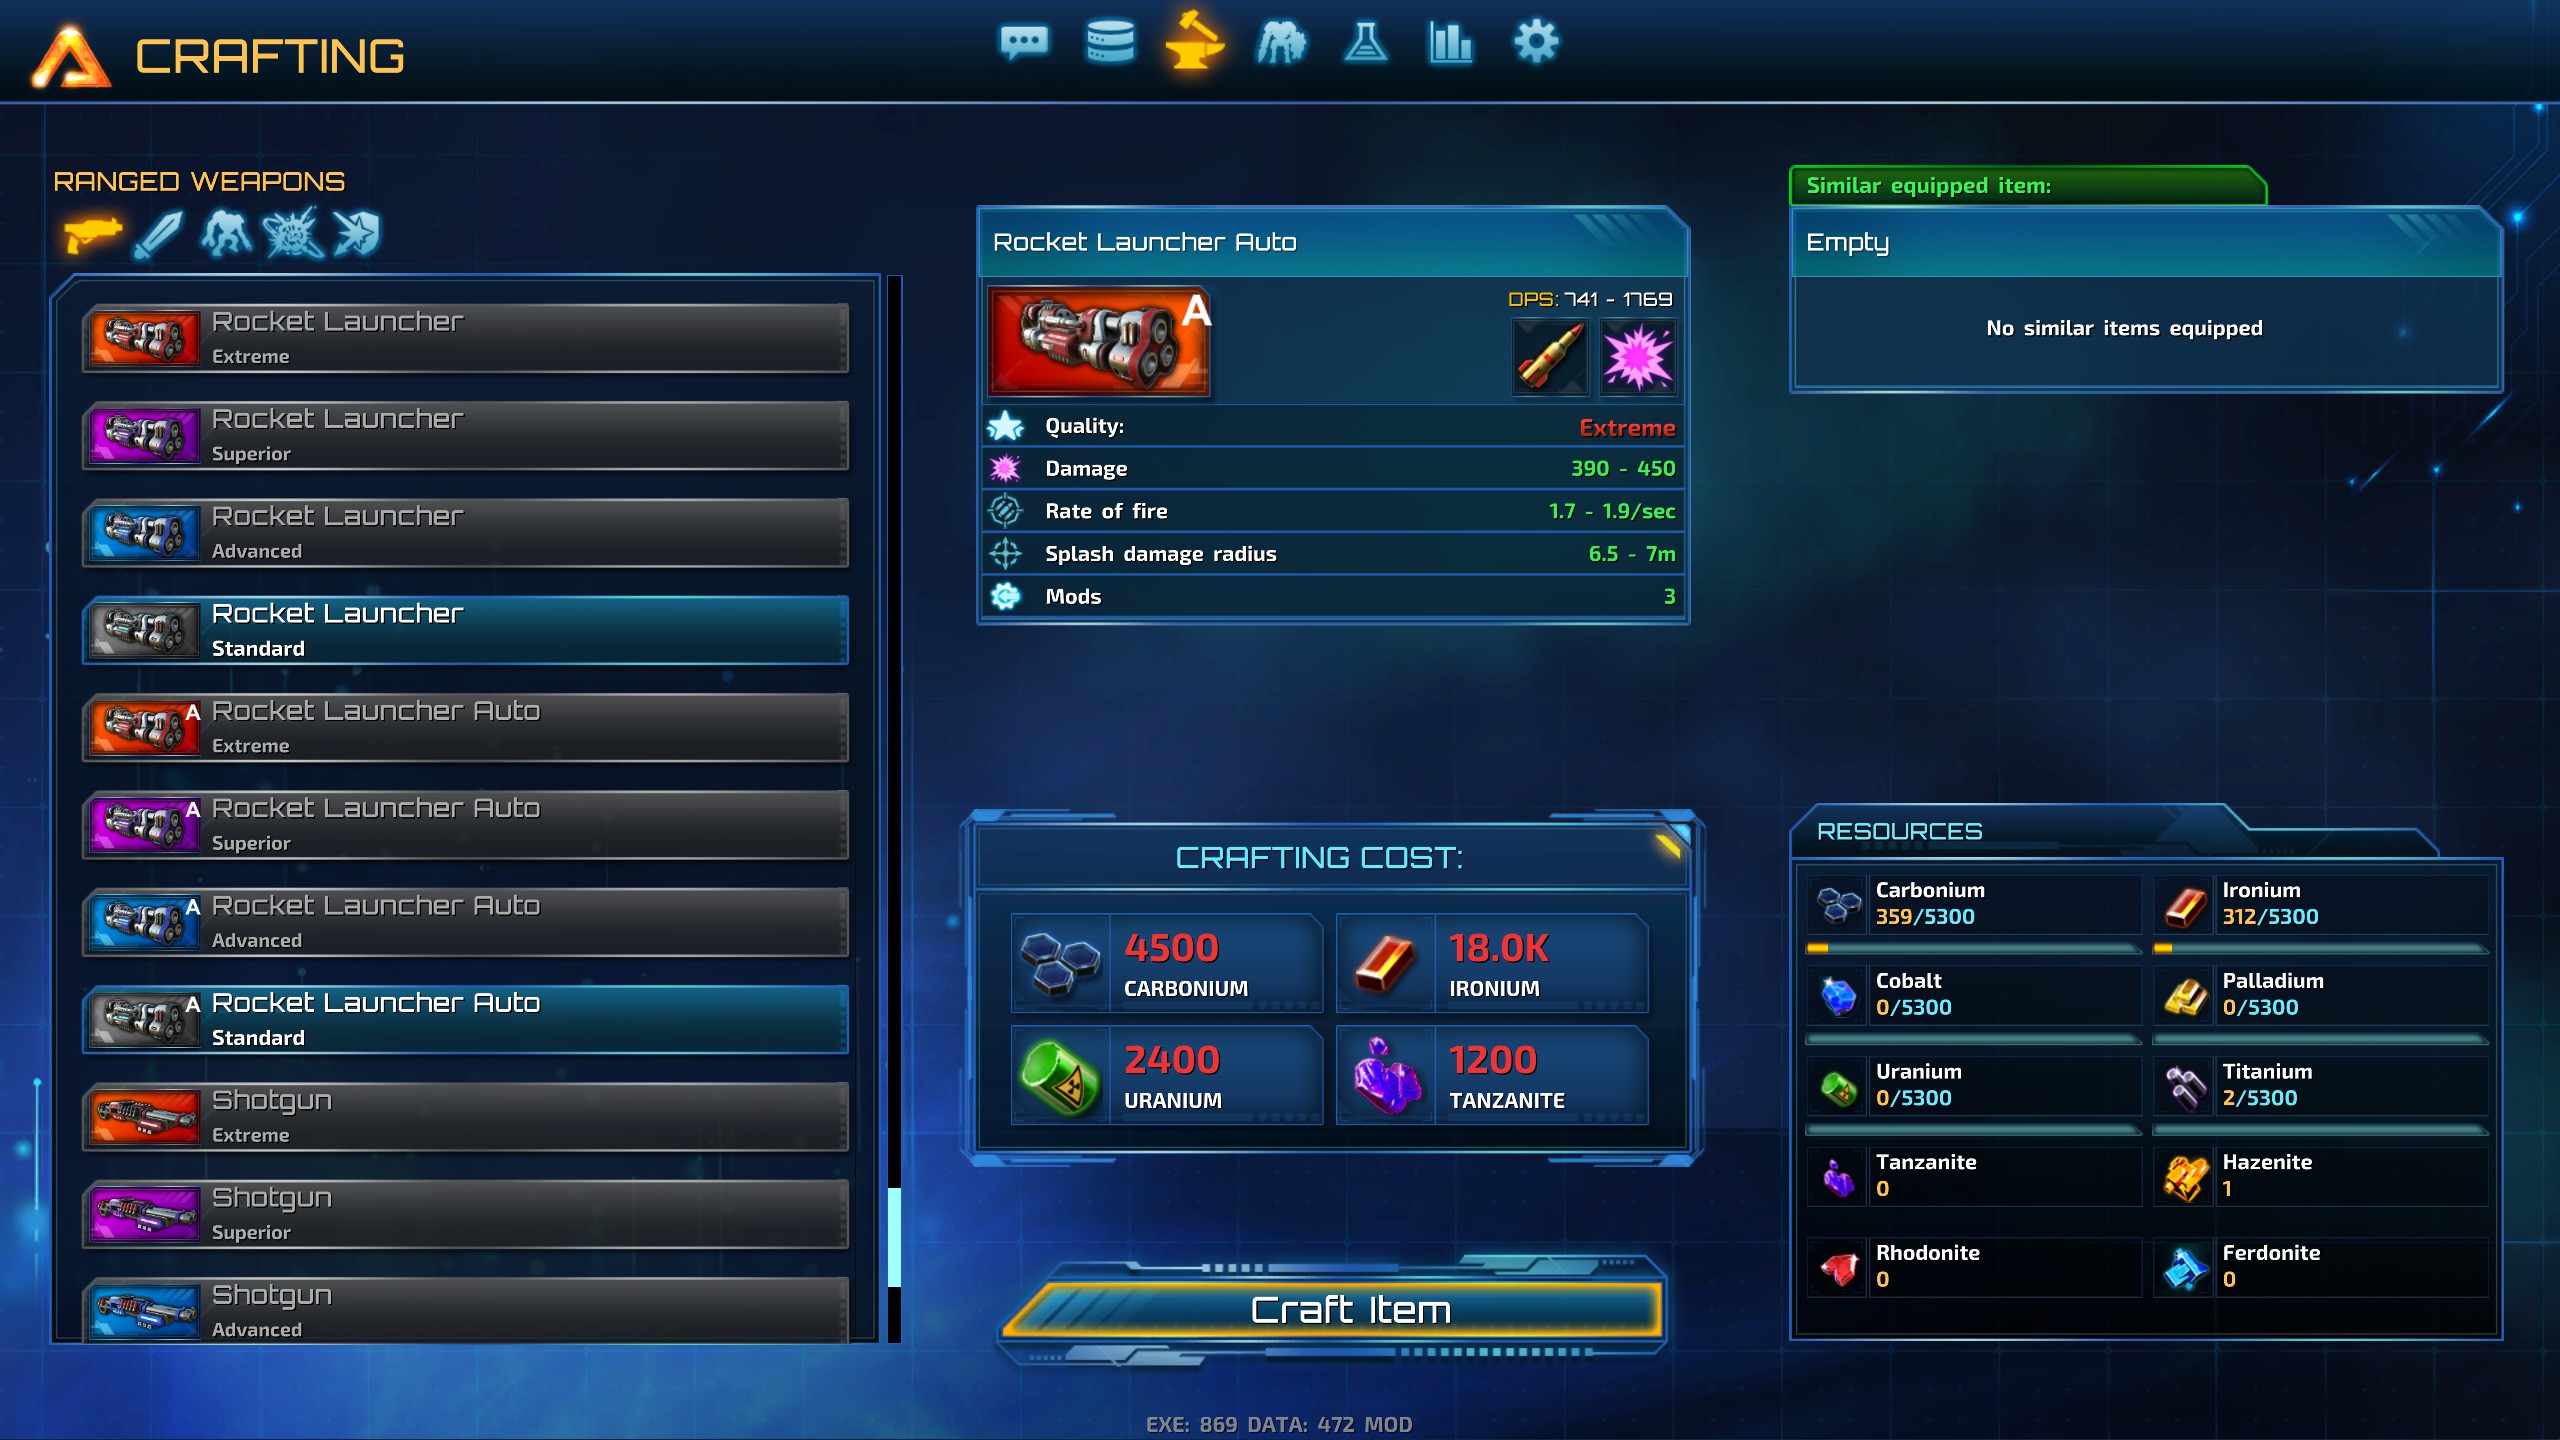 CRAFTING
RANGED WEAPONS
Rocket Launcher
Extreme
Rocket Launcher
Superior
Rocket Launcher
Advanced
Rocket Launcher
Standard
A Rocket Launcher Auto
Extreme
A Rocket Launcher Auto
Superior
A Rocket Launcher Auto
Advanced
A Rocket Launcher Auto
Standard
Shotgun
Extreme
Shotgun
Superior
Shotgun
Advanced
Rocket Launcher Auto
A
DPS: 741 - 1769
Quality: Extreme
Damage 390 - 450
Rate of fire 1.7 - 1.9/sec
Splash damage radius 6.5 - 7m
Mods 3
CRAFTING COST:
4500
CARBONIUM
18.0K
IRONIUM
2400
URANIUM
1200
TANZANITE
Craft Item
Similar equipped item:
Empty
No similar items equipped
RESOURCES
Carbonium
359/5300
Ironium
312/5300
Cobalt
0/5300
Palladium
0/5300
Uranium
0/5300
Titanium
2/5300
Tanzanite
0
Hazenite
1
Rhodonite
0
Ferdonite
0
EXE: 869 DATA: 472 MOD